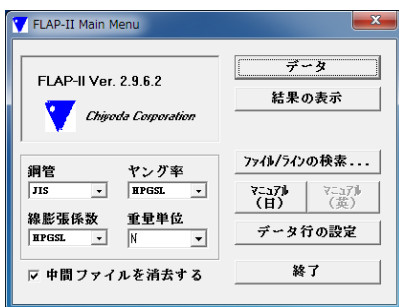 FLAP-II Main Menu
FLAP-II Ver. 2.9.6.2
Chiyoda Corporation
データ
結果の表示
鋼管
JIS
ヤング率
HPGSL
線膨張係数
HPGSL
重量単位
N
中間ファイルを消去する
ファイル/ラインの検索...
マニュアル
(日)
マニュアル
(英)
データ行の設定
終了